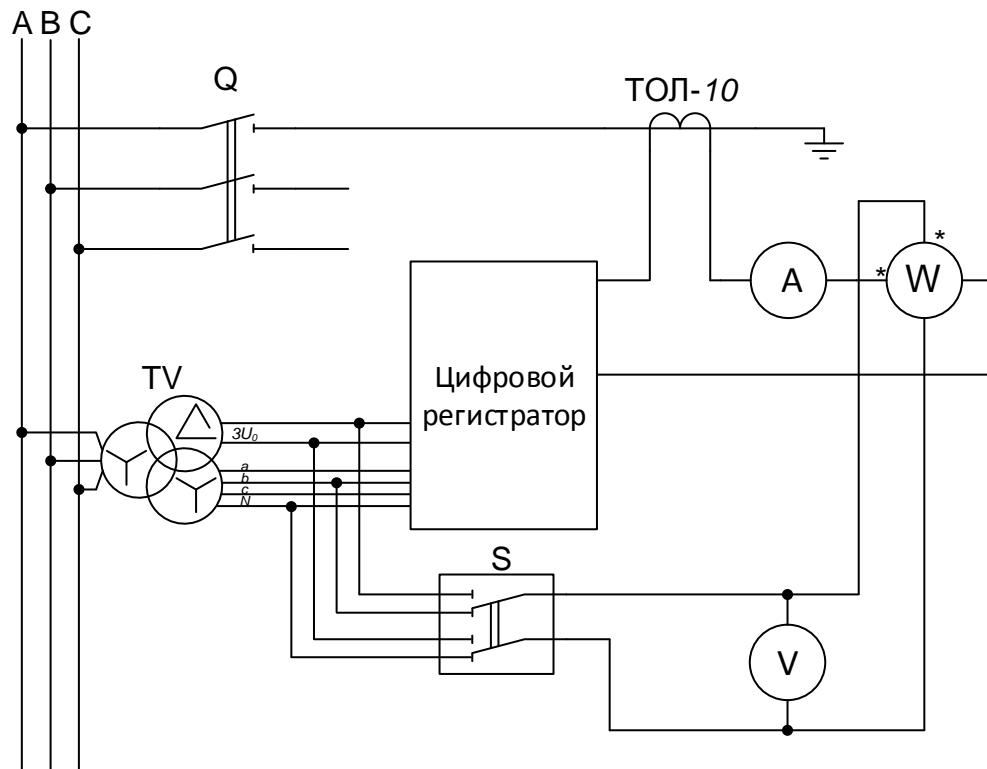 A B C
Q
ТОЛ-10
*
*
A
W
Цифровой
регистратор
TV
3U₀
a
b
c
N
S
V